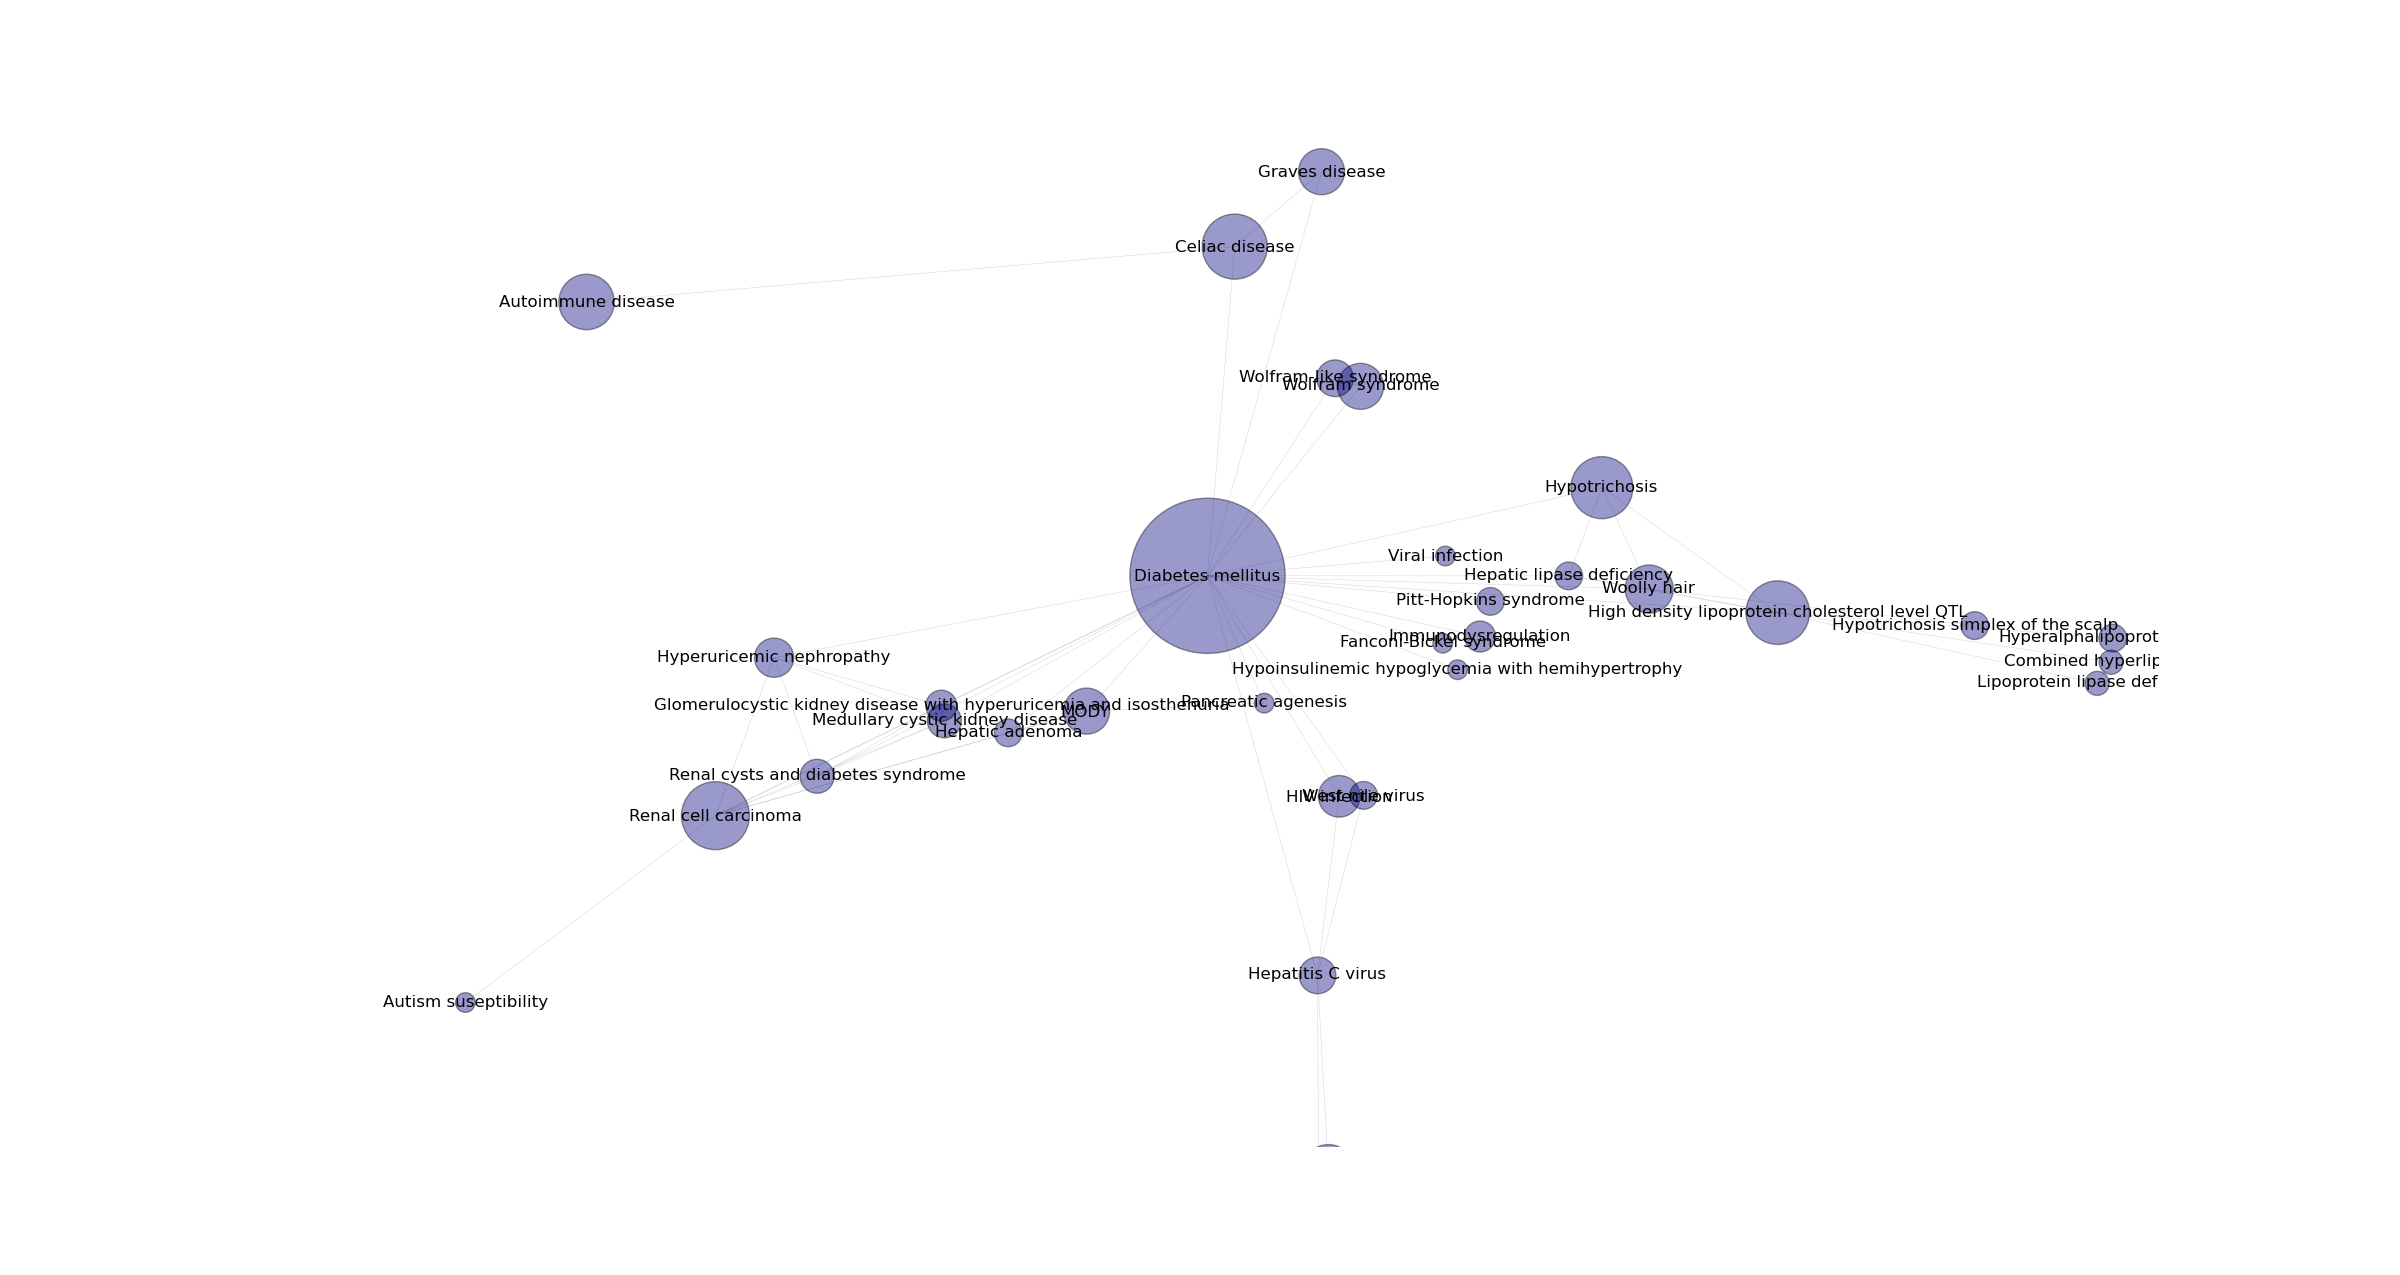 Graves disease
Celiac disease
Autoimmune disease
Wolfram-like syndrome
Wolfram syndrome
Hypotrichosis
Viral infection
Diabetes mellitus
Hepatic lipase deficiency
Woolly hair
Pitt-Hopkins syndrome
High density lipoprotein cholesterol level QTL
Hypotrichosis simplex of the scalp
Immunodysregulation
Hyperalphalipoprot
Fanconi-Bickel syndrome
Hyperuricemic nephropathy
Combined hyperlip
Hypoinsulinemic hypoglycemia with hemihypertrophy
Lipoprotein lipase def
Pancreatic agenesis
Glomerulocystic kidney disease with hyperuricemia and isosthenuria
MODY
Medullary cystic kidney disease
Hepatic adenoma
Renal cysts and diabetes syndrome
HIV infection
West nile virus
Renal cell carcinoma
Hepatitis C virus
Autism suseptibility